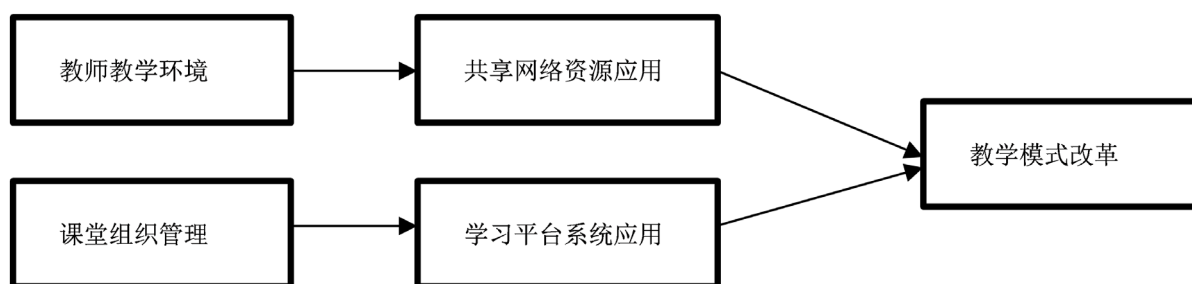 教师教学环境
共享网络资源应用
教学模式改革
课堂组织管理
学习平台系统应用